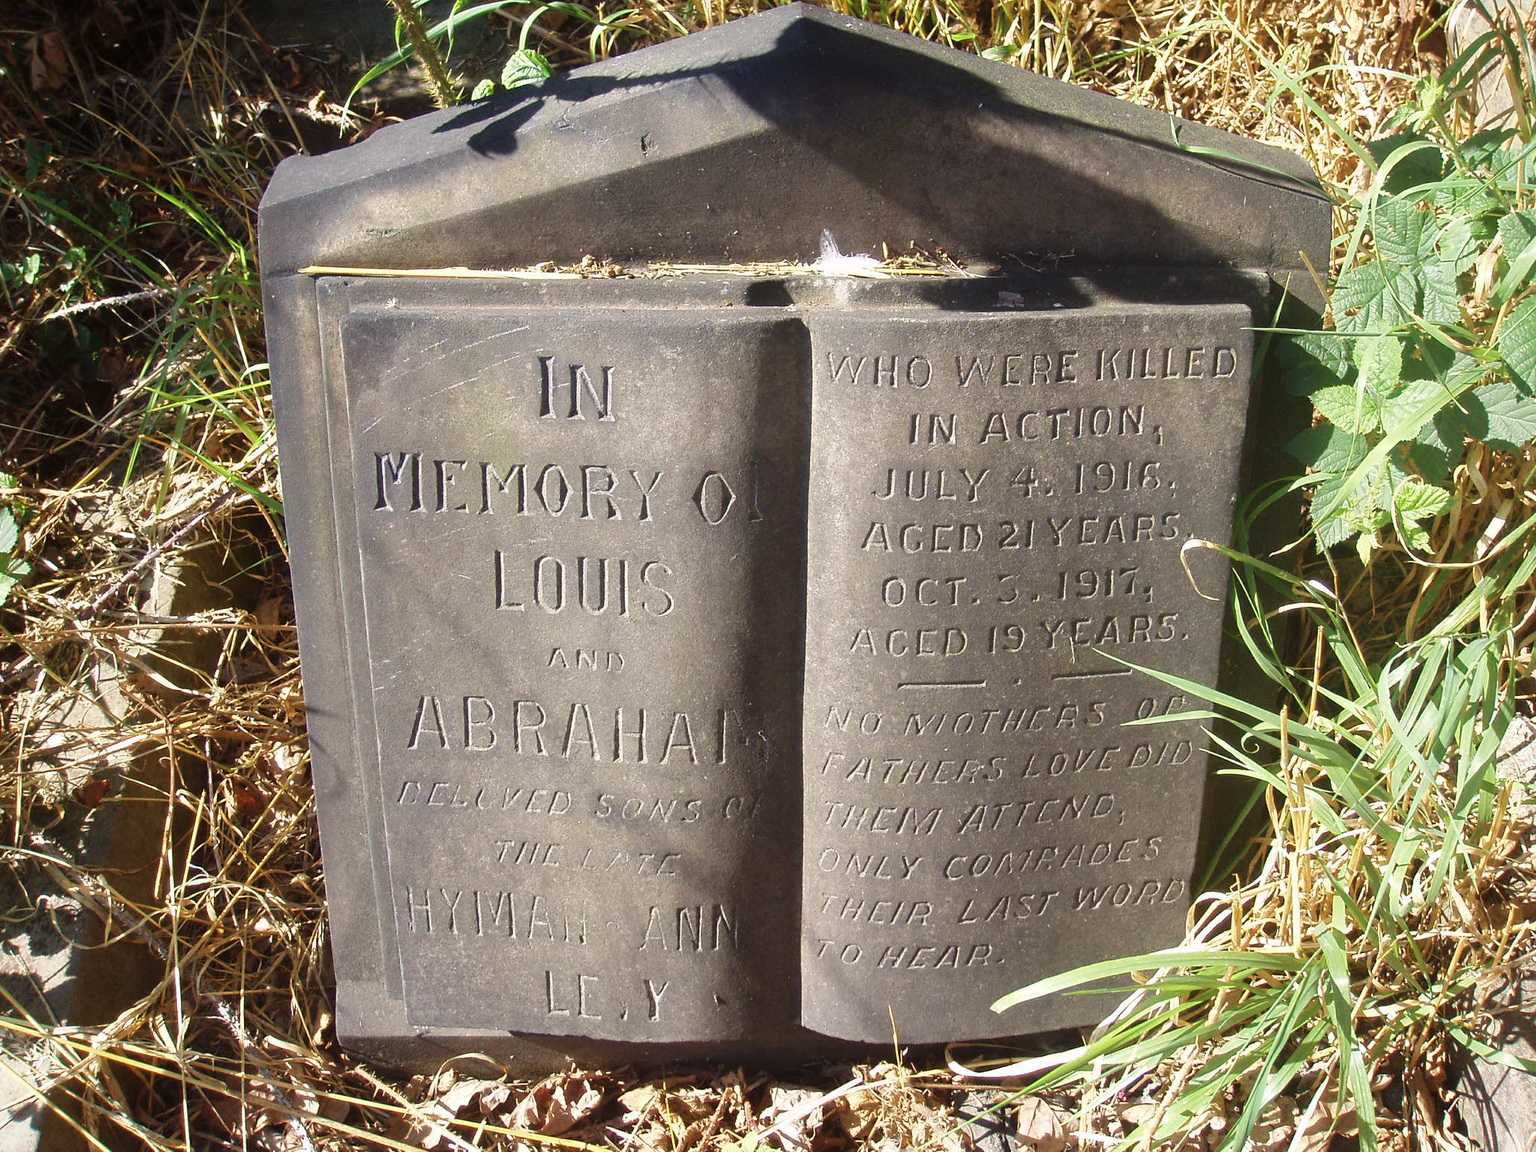 IN
MEMORY OF
LOUIS
AND
ABRAHAM
BELOVED SONS OF
THE LATE
HYMAN ANN
LEVY
WHO WERE KILLED
IN ACTION,
JULY 4. 1916.
AGED 21 YEARS.
OCT. 3. 1917,
AGED 19 YEARS.
NO MOTHERS OR
FATHERS LOVE DID
THEM ATTEND,
ONLY COMRADES
THEIR LAST WORD
TO HEAR.